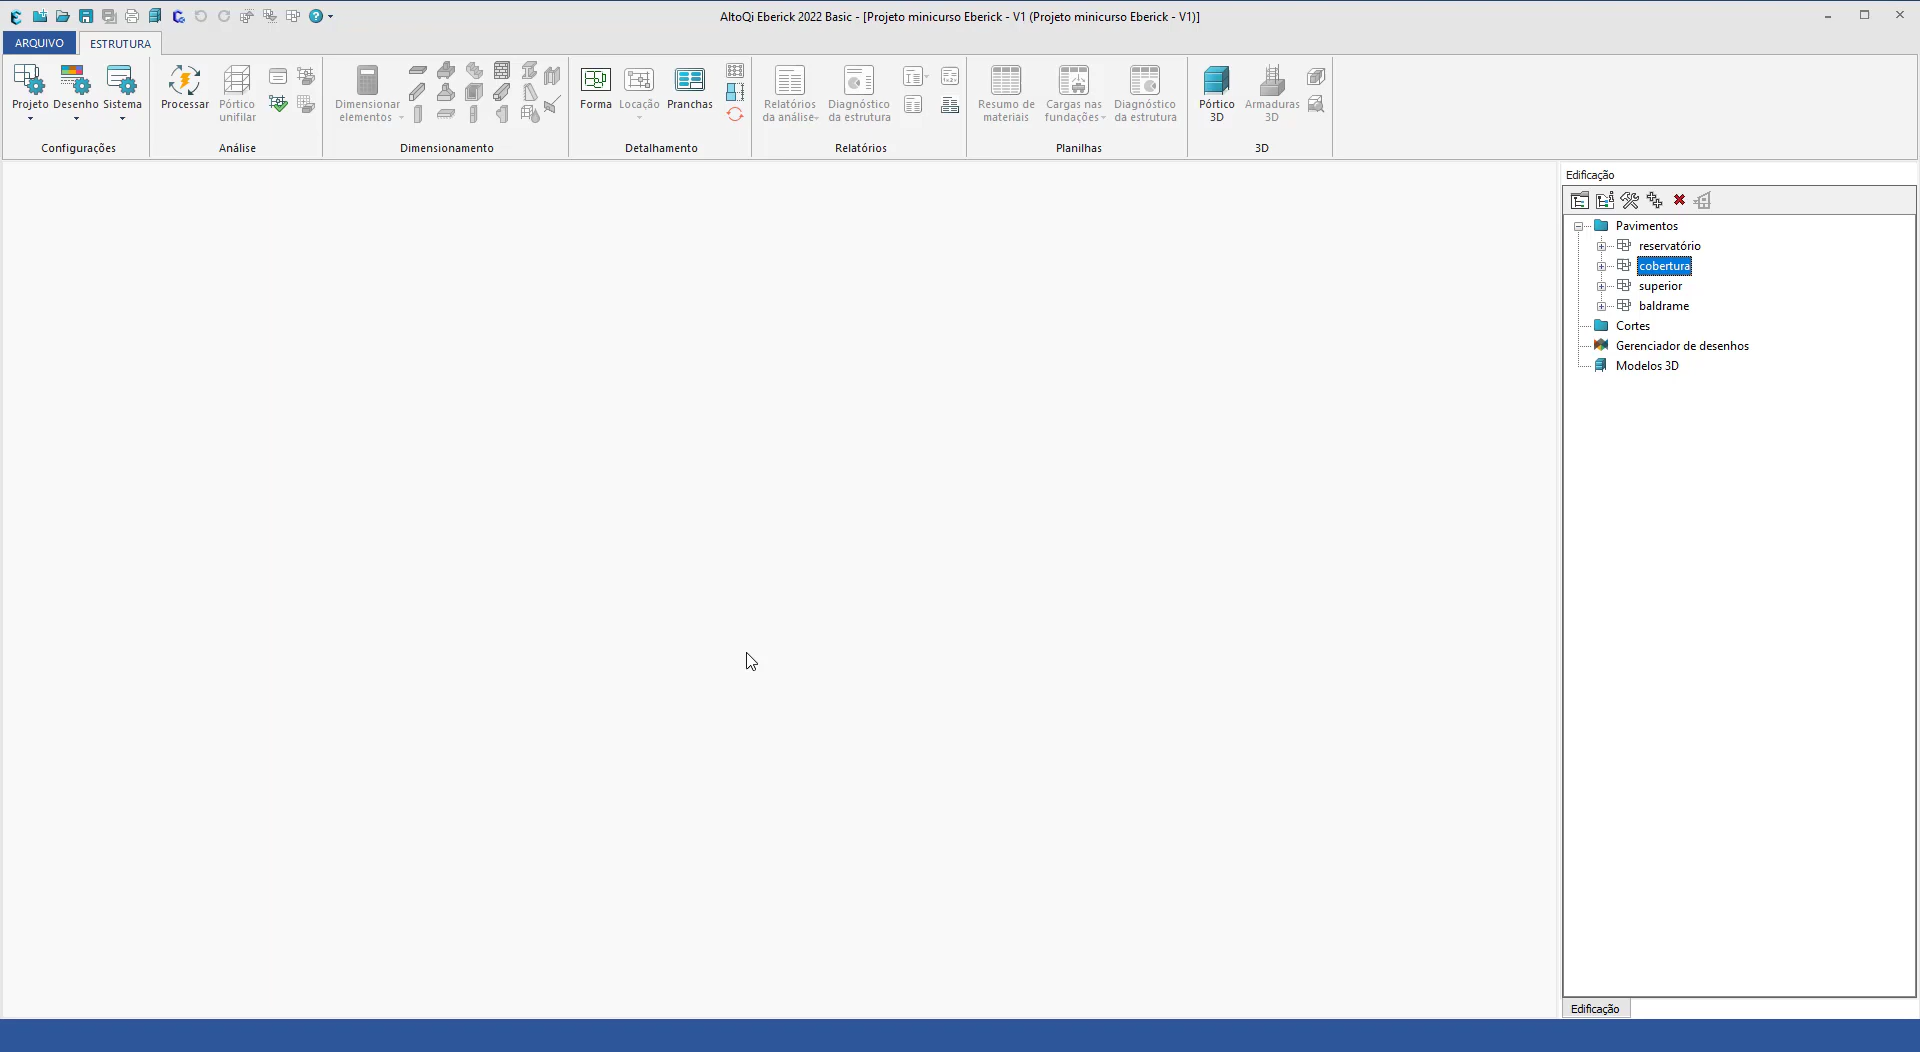 AltoQi Eberick 2022 Basic - [Projeto minicurso Eberick - V1 (Projeto minicurso Eberick - V1)]
ARQUIVO
ESTRUTURA
Projeto
Desenho
Sistema
Configurações
Processar
Pórtico
unifilar
Análise
Dimensionar
elementos
Dimensionamento
Forma
Locação
Pranchas
Detalhamento
Relatórios
da análise
Diagnóstico
da estrutura
Relatórios
Resumo de
materiais
Cargas nas
fundações
Diagnóstico
da estrutura
Planilhas
Pórtico
3D
Armaduras
3D
3D
Edificação
Pavimentos
reservatório
cobertura
superior
baldrame
Cortes
Gerenciador de desenhos
Modelos 3D
Edificação